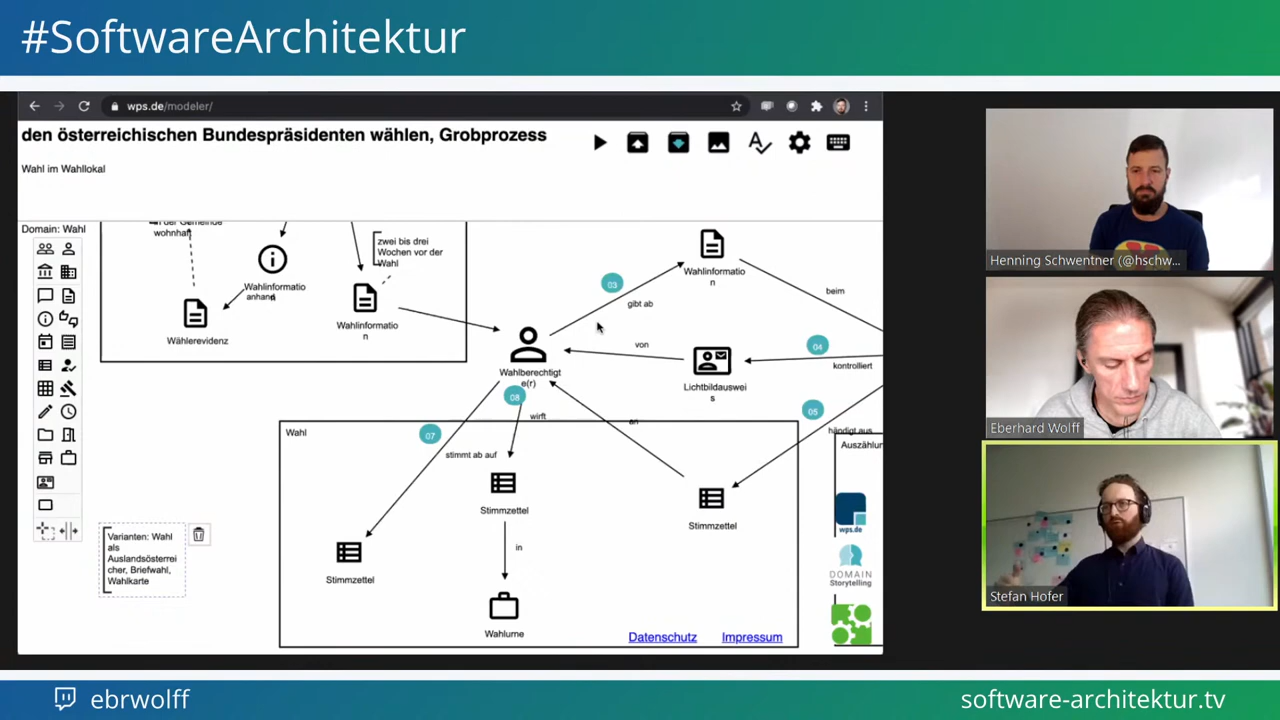 #SoftwareArchitektur
wps.de/modeler/
den österreichischen Bundespräsidenten wählen, Grobprozess
Wahl im Wahllokal
Domain: Wahl
wohnhaft
zwei bis drei
Wochen vor der
Wahl
Wahlinformatio
n
Wahlinformatio
anhand
Wählerevidenz
Wahlinformatio
n
03
gibt ab
beim
von
04
kontrolliert
Wahlberechtigt
e(r)
Lichtbildauswei
s
08
wirft
an
05
händigt aus
Wahl
07
stimmt ab auf
Auszählun
Stimmzettel
Stimmzettel
in
Stimmzettel
Wahlurne
Varianten: Wahl
als
Auslandsösterrei
cher, Briefwahl,
Wahlkarte
wps.de
DOMAIN
Storytelling
Datenschutz
Impressum
Henning Schwentner (@hschw...
Eberhard Wolff
Stefan Hofer
ebrwolff
software-architektur.tv